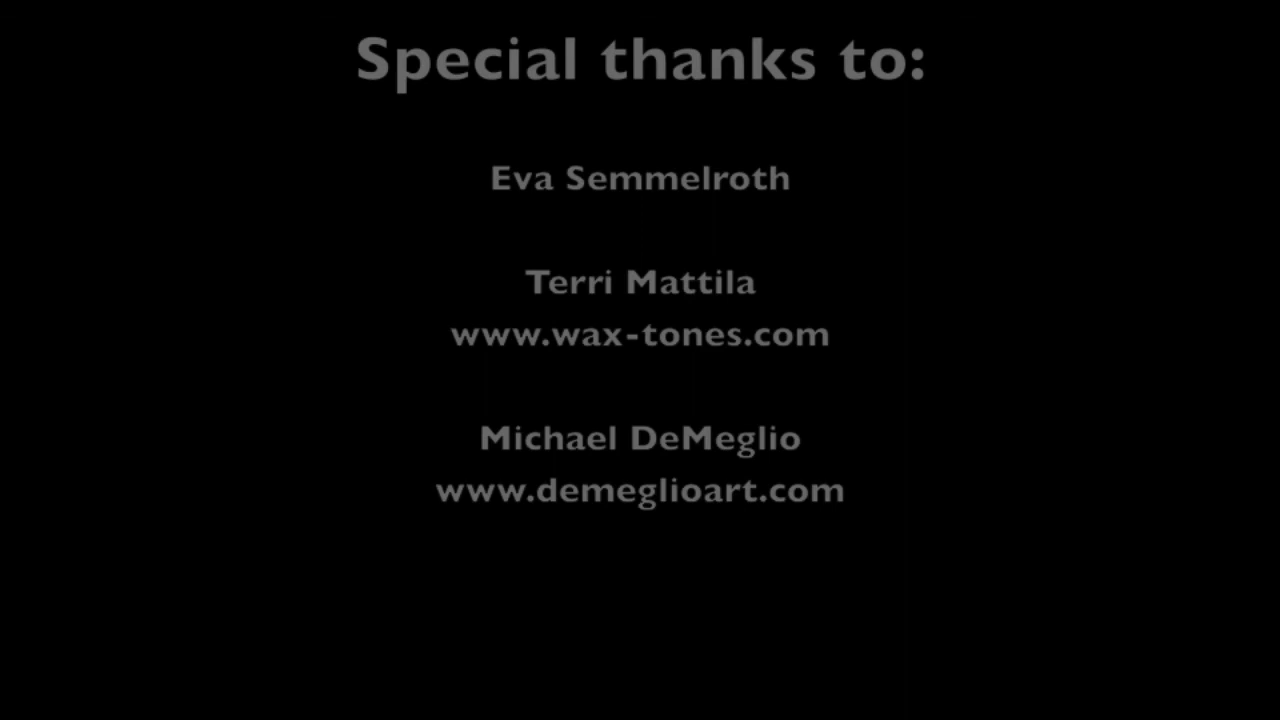 Special thanks to:
Eva Semmelroth
Terri Mattila
www.wax-tones.com
Michael DeMeglio
www.demeglioart.com